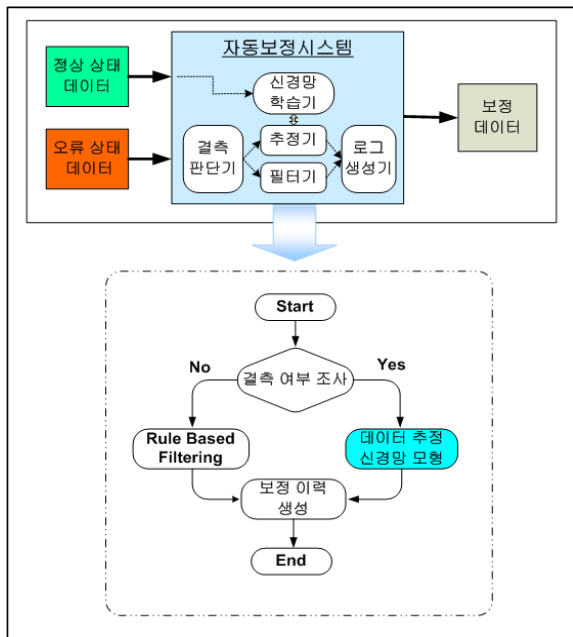 자동보정시스템
정상 상태
데이터
신경망
학습기
보정
데이터
오류 상태
데이터
결측
판단기
추정기
필터기
로그
생성기
Start
결측 여부 조사
No
Yes
Rule Based
Filtering
데이터 추정
신경망 모형
보정 이력
생성
End